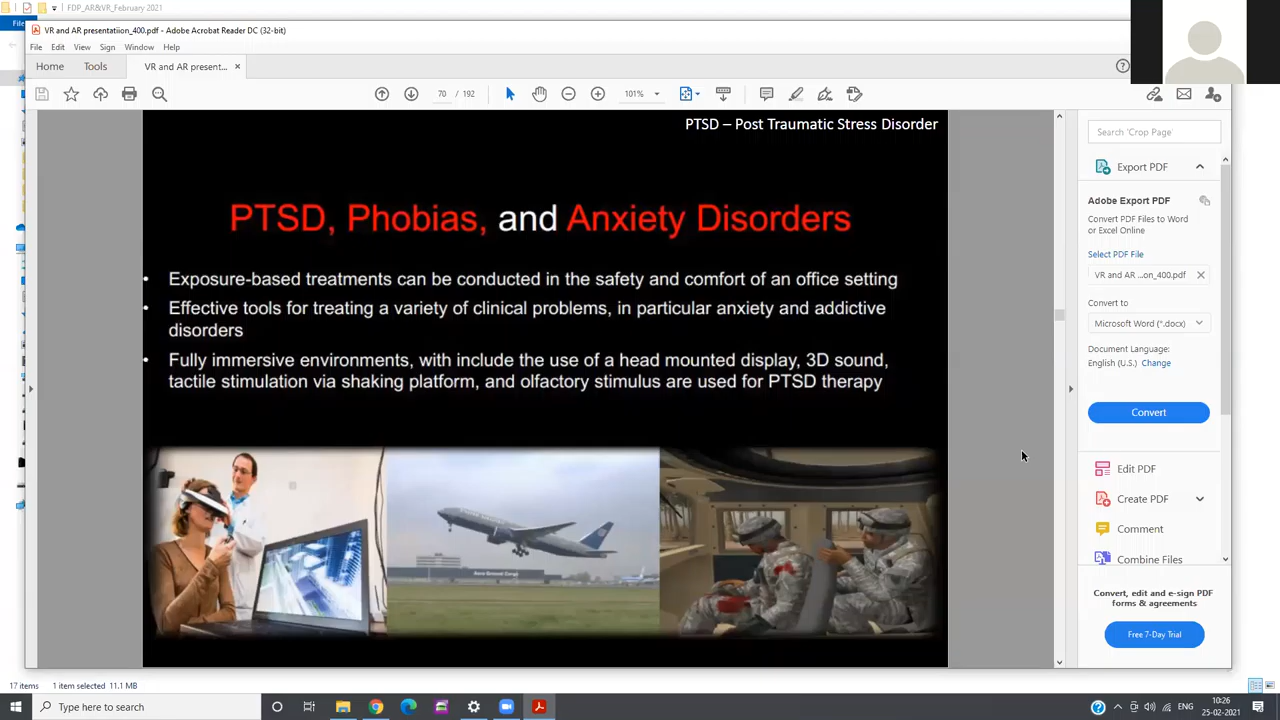 FDP_AR&VR_February 2021
File
VR and AR presentatiion_400.pdf - Adobe Acrobat Reader DC (32-bit)
File Edit View Sign Window Help
Home Tools VR and AR present... ×
70 / 192 101%
PTSD – Post Traumatic Stress Disorder
PTSD, Phobias, and Anxiety Disorders
• Exposure-based treatments can be conducted in the safety and comfort of an office setting
• Effective tools for treating a variety of clinical problems, in particular anxiety and addictive
disorders
• Fully immersive environments, with include the use of a head mounted display, 3D sound,
tactile stimulation via shaking platform, and olfactory stimulus are used for PTSD therapy
Search 'Crop Page'
Export PDF
Adobe Export PDF
Convert PDF Files to Word
or Excel Online
Select PDF File
VR and AR ...on_400.pdf
Convert to
Microsoft Word (*.docx)
Document Language:
English (U.S.) Change
Convert
Edit PDF
Create PDF
Comment
Combine Files
Convert, edit and e-sign PDF
forms & agreements
Free 7-Day Trial
17 items 1 item selected 11.1 MB
Type here to search
ENG
10:26
25-02-2021